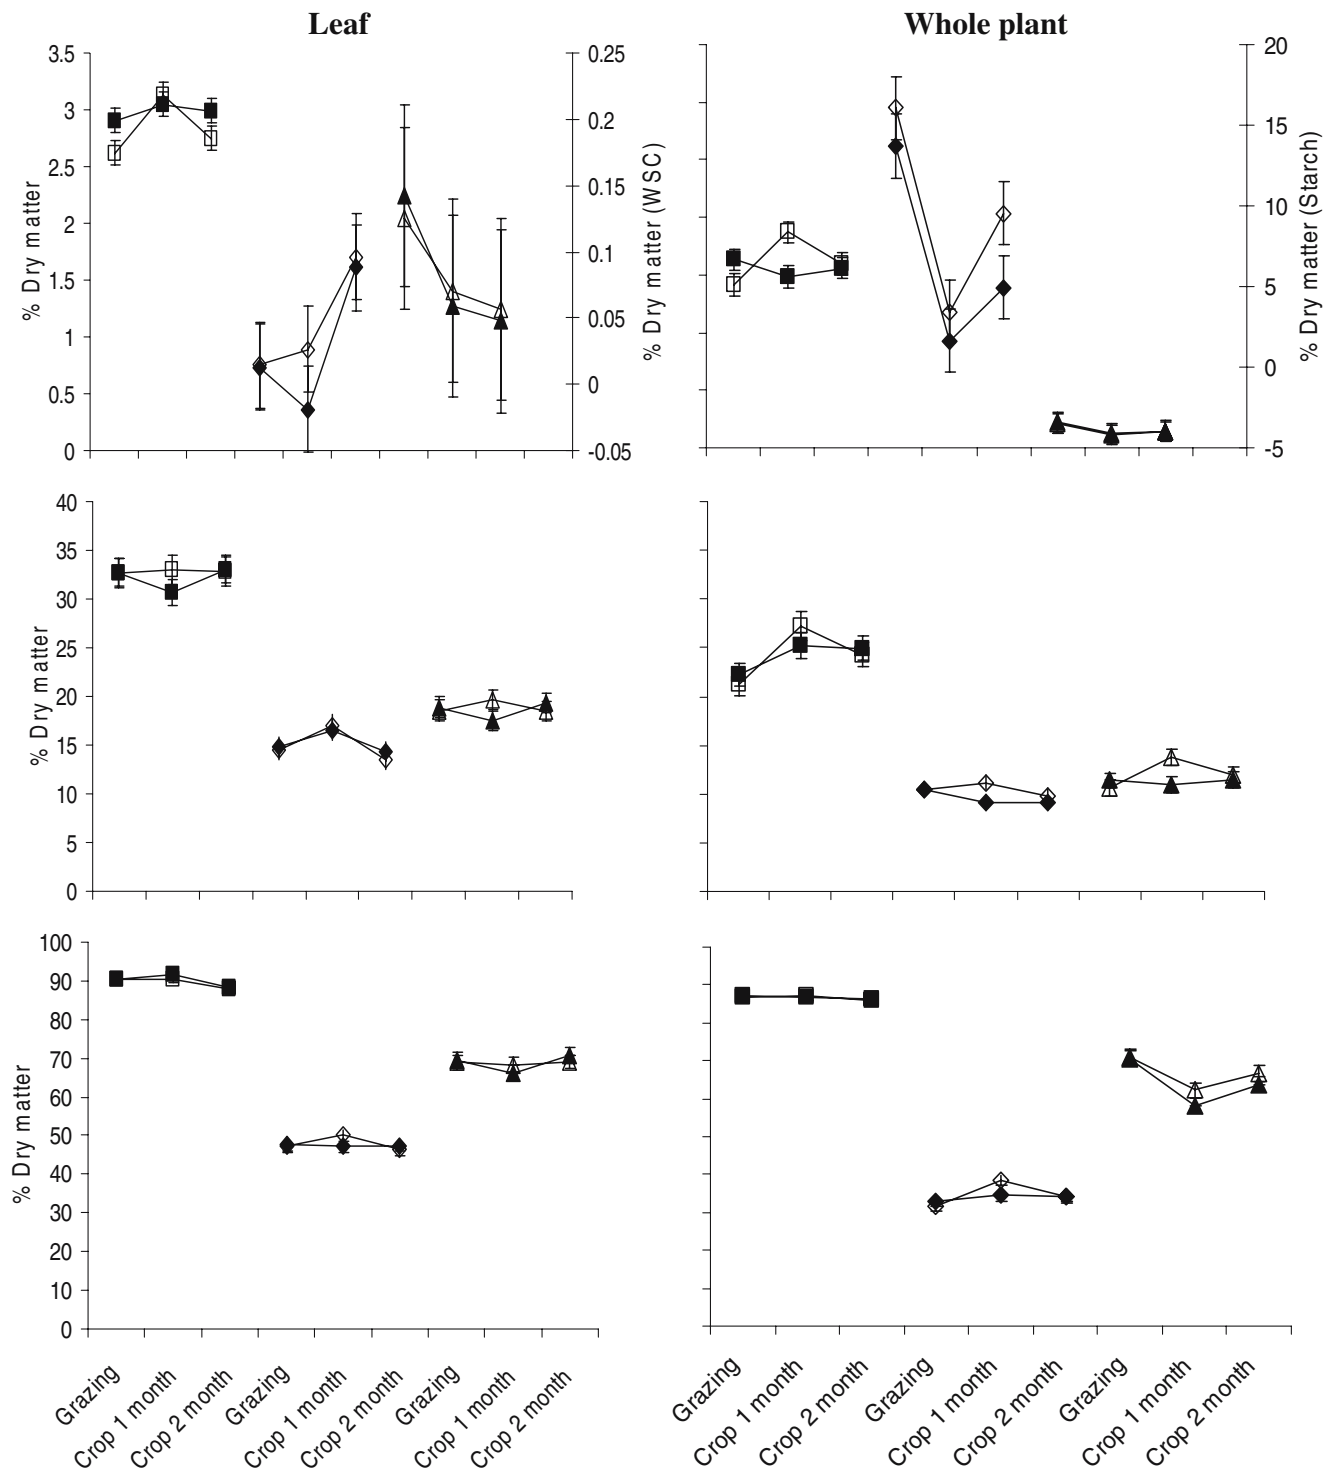 Leaf
Whole plant
3.5
3
2.5
2
1.5
1
0.5
0
% Dry matter
0.25
0.2
0.15
0.1
0.05
0
-0.05
% Dry matter (WSC)
20
15
10
5
0
-5
% Dry matter (Starch)
40
35
30
25
20
15
10
5
0
% Dry matter
100
90
80
70
60
50
40
30
20
10
0
% Dry matter
Grazing
Crop 1 month
Crop 2 month
Grazing
Crop 1 month
Crop 2 month
Grazing
Crop 1 month
Crop 2 month
Grazing
Crop 1 month
Crop 2 month
Grazing
Crop 1 month
Crop 2 month
Grazing
Crop 1 month
Crop 2 month